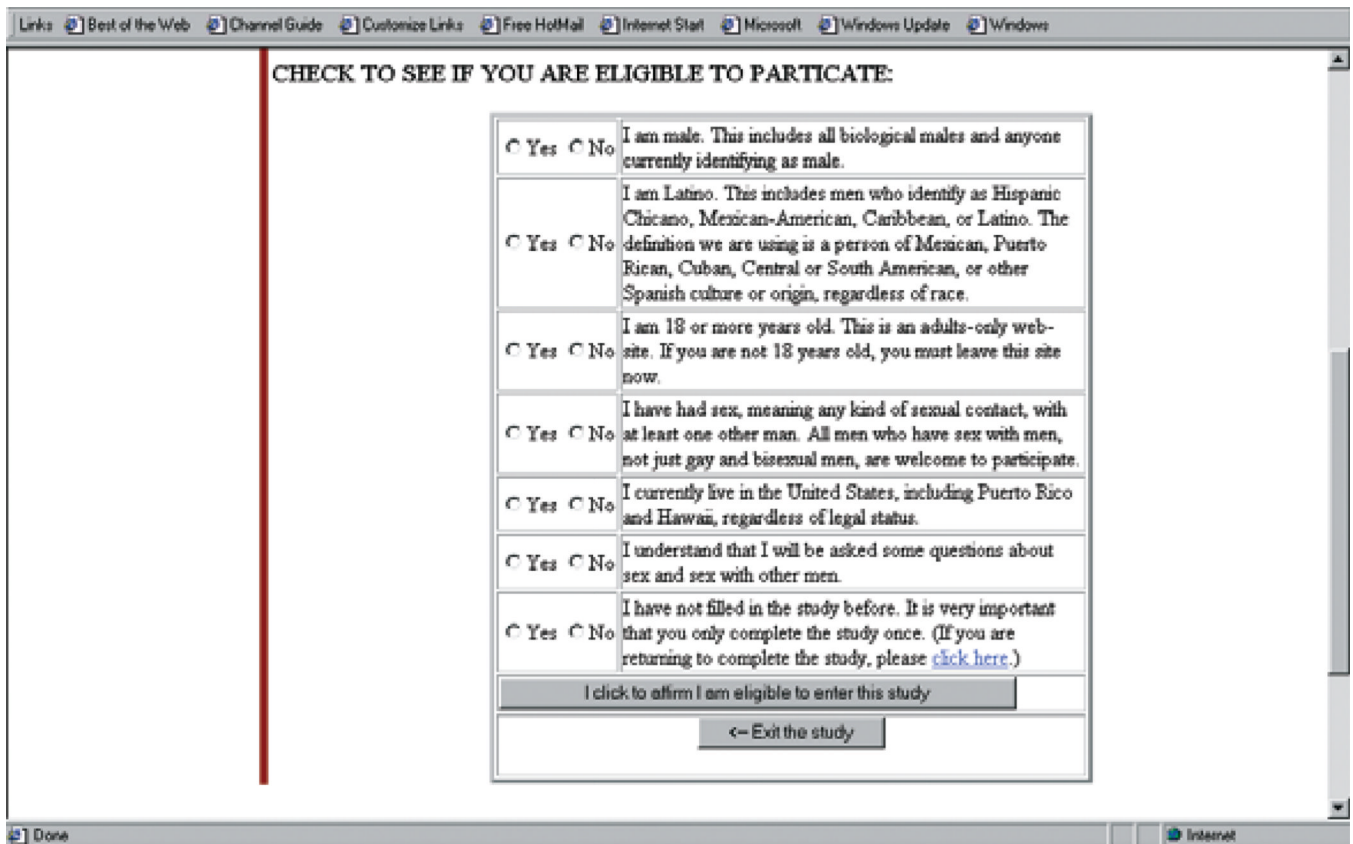 Links Best of the Web Channel Guide Customize Links Free HotMail Internet Start Microsoft Windows Update Windows
CHECK TO SEE IF YOU ARE ELIGIBLE TO PARTICATE:
Yes No I am male. This includes all biological males and anyone
currently identifying as male.
I am Latino. This includes men who identify as Hispanic
Chicano, Mexican-American, Caribbean, or Latino. The
Yes No definition we are using is a person of Mexican, Puerto
Rican, Cuban, Central or South American, or other
Spanish culture or origin, regardless of race.
I am 18 or more years old. This is an adults-only web-
Yes No site. If you are not 18 years old, you must leave this site
now.
I have had sex, meaning any kind of sexual contact, with
Yes No at least one other man. All men who have sex with men,
not just gay and bisexual men, are welcome to participate.
Yes No I currently live in the United States, including Puerto Rico
and Hawaii, regardless of legal status.
Yes No I understand that I will be asked some questions about
sex and sex with other men.
I have not filled in the study before. It is very important
Yes No that you only complete the study once. (If you are
returning to complete the study, please click here.)
I click to affirm I am eligible to enter this study
<-- Exit the study
Done Internet